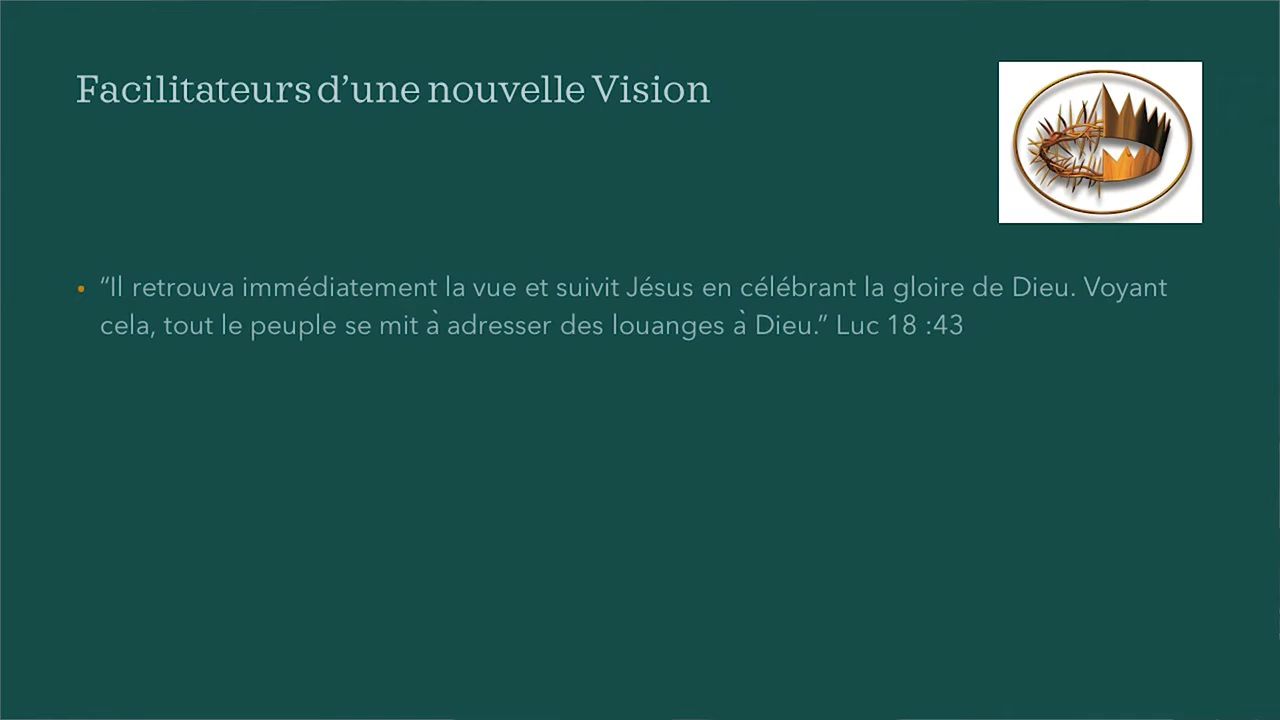 Facilitateurs d’une nouvelle Vision
• “Il retrouva immédiatement la vue et suivit Jésus en célébrant la gloire de Dieu. Voyant
cela, tout le peuple se mit à adresser des louanges à Dieu.” Luc 18 :43